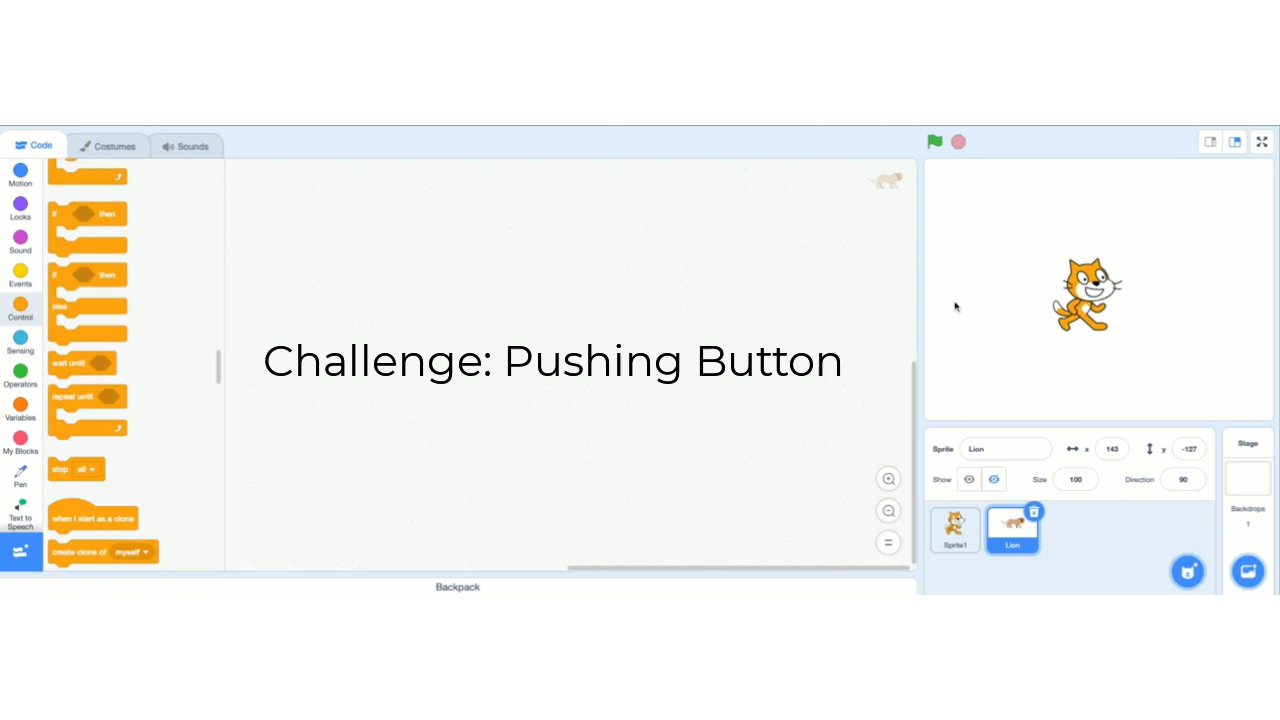 Code
Costumes
Sounds
Motion
Looks
Sound
Events
Control
Sensing
Operators
Variables
My Blocks
Pen
Text to
Speech
if then
if then
else
wait until
repeat until
stop all
when I start as a clone
create clone of myself
Challenge: Pushing Button
Backpack
Sprite Lion x 143 y -127
Show Size 100 Direction 90
Sprite1
Lion
Stage
Backdrops
1